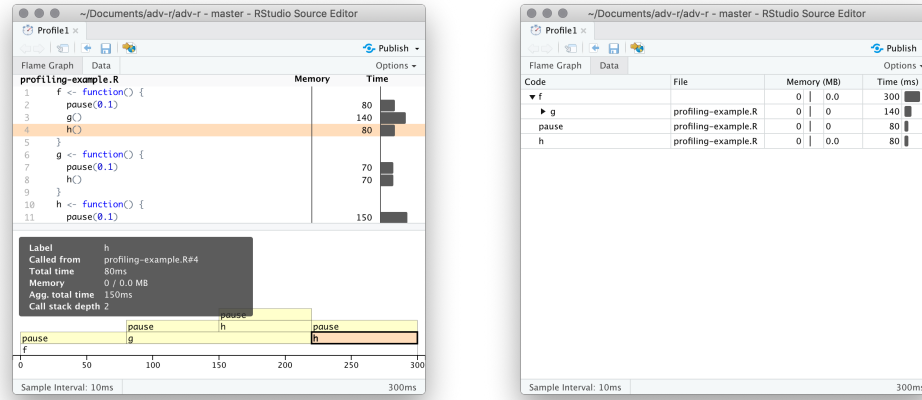 ~/Documents/adv-r/adv-r - master - RStudio Source Editor
Profile1 ×
Publish
Flame Graph Data Options
profiling-example.R Memory Time
1 f <- function() {
2 pause(0.1) 80
3 g() 140
4 h() 80
5 }
6 g <- function() {
7 pause(0.1) 70
8 h() 70
9 }
10 h <- function() {
11 pause(0.1) 150
Label h
Called from profiling-example.R#4
Total time 80ms
Memory 0 / 0.0 MB
Agg. total time 150ms
Call stack depth 2
pause
pause h pause
pause g h
f
0 50 100 150 200 250 300
Sample Interval: 10ms 300ms
~/Documents/adv-r/adv-r - master - RStudio Source Editor
Profile1 ×
Publish
Flame Graph Data Options
Code File Memory (MB) Time (ms)
▼ f 0 0.0 300
▶ g profiling-example.R 0 0 140
pause profiling-example.R 0 0 80
h profiling-example.R 0 0.0 80
Sample Interval: 10ms 300ms